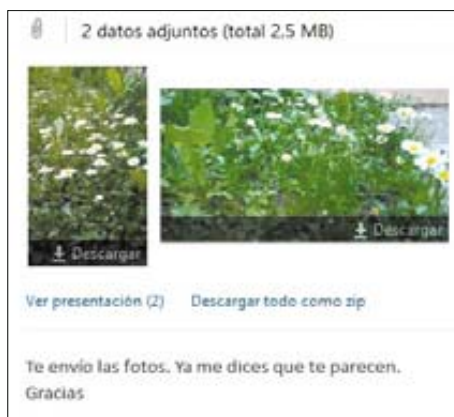 2 datos adjuntos (total 2,5 MB)
Descargar
Descargar
Ver presentación (2) Descargar todo como zip
Te envío las fotos. Ya me dices que te parecen.
Gracias